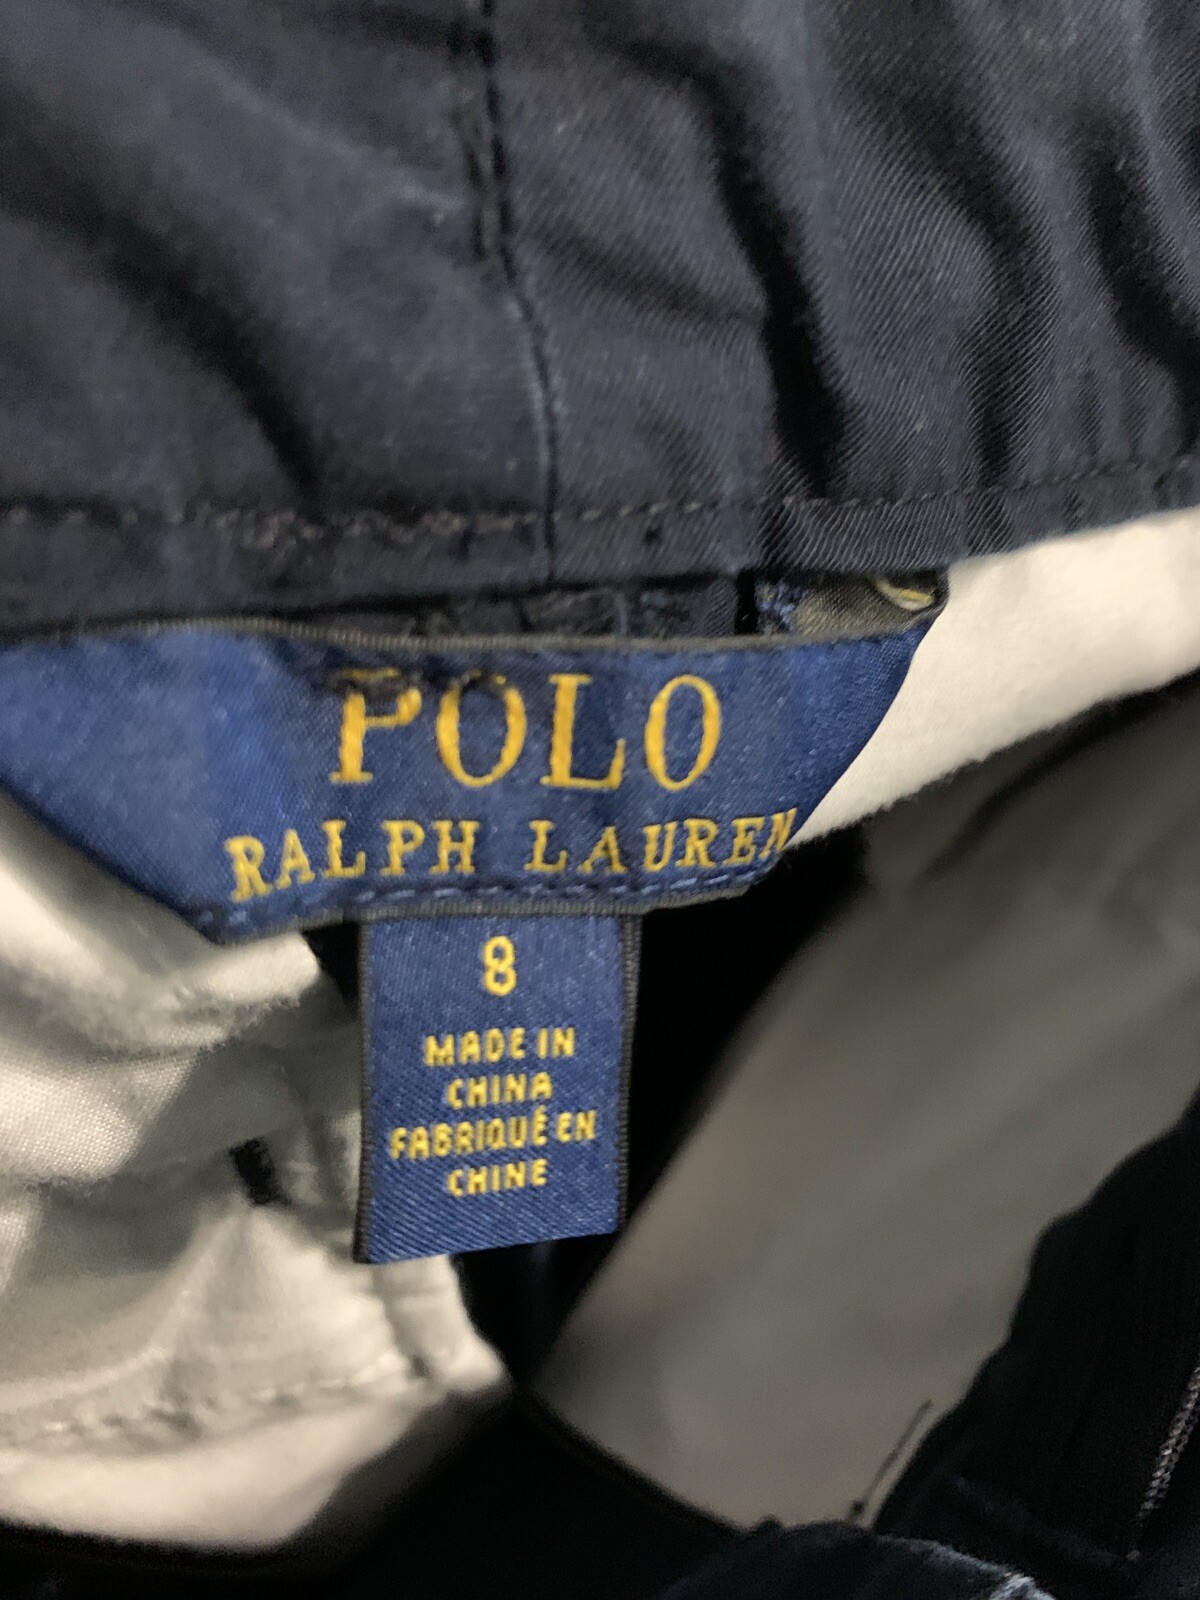 POLO
RALPH LAUREN
8
MADE IN
CHINA
FABRIQUÉ EN
CHINE